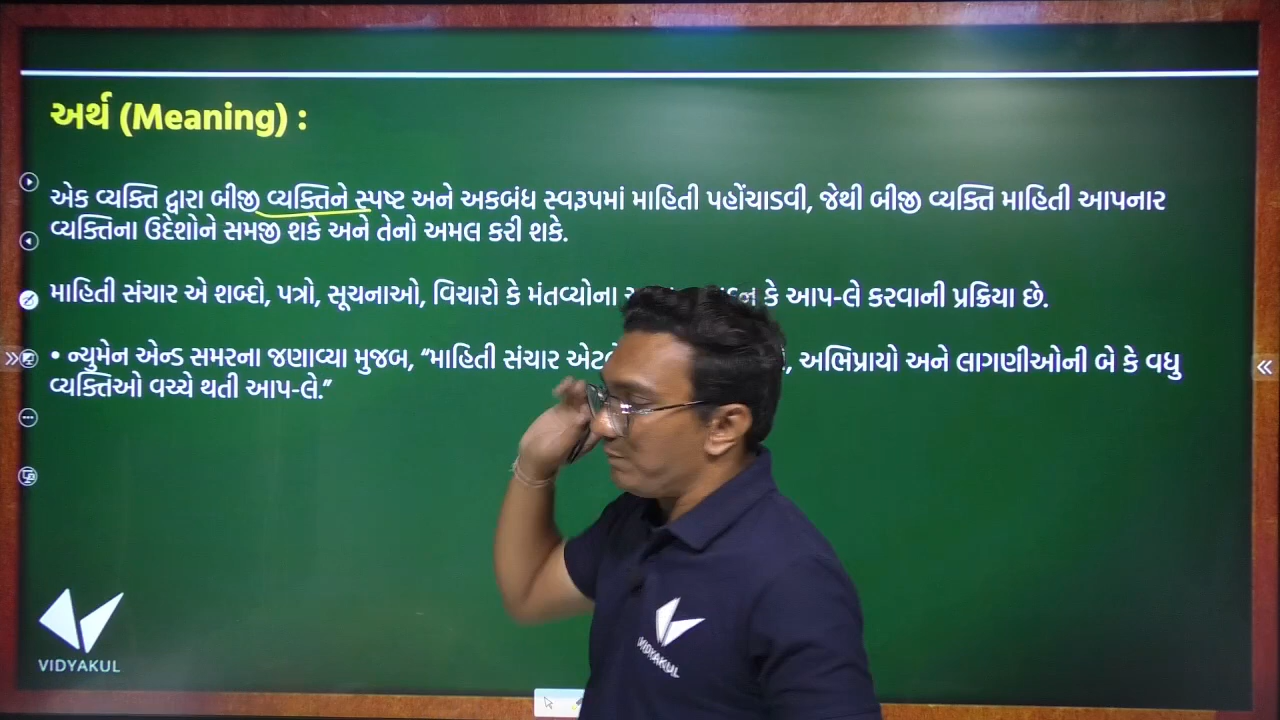 અર્થ (Meaning) :
એક વ્યક્તિ દ્વારા બીજી વ્યક્તિને સ્પષ્ટ અને અકબંધ સ્વરૂપમાં માહિતી પહોંચાડવી, જેથી બીજી વ્યક્તિ માહિતી આપનાર
વ્યક્તિના ઉદેશોને સમજી શકે અને તેનો અમલ કરી શકે.
માહિતી સંચાર એ શબ્દો, પત્રો, સૂચનાઓ, વિચારો કે મંતવ્યોના કે આપ-લે કરવાની પ્રક્રિયા છે.
• ન્યુમેન એન્ડ સમરના જણાવ્યા મુજબ, “માહિતી સંચાર અભિપ્રાયો અને લાગણીઓની બે કે વધુ
વ્યક્તિઓ વચ્ચે થતી આપ-લે.”
VIDYAKUL
VIDYAKUL